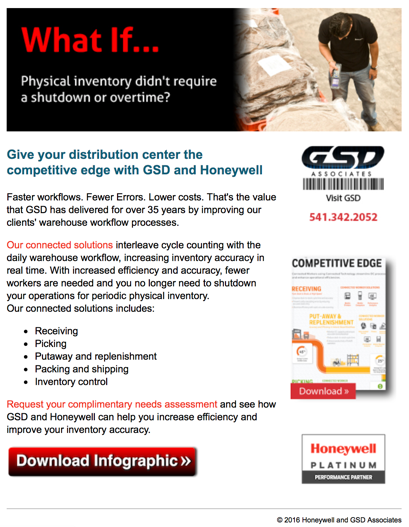 What If...
Physical inventory didn't require
a shutdown or overtime?
Give your distribution center the
competitive edge with GSD and Honeywell
Faster workflows. Fewer Errors. Lower costs. That's the value
that GSD has delivered for over 35 years by improving our
clients' warehouse workflow processes.
Our connected solutions interleave cycle counting with the
daily warehouse workflow, increasing inventory accuracy in
real time. With increased efficiency and accuracy, fewer
workers are needed and you no longer need to shutdown
your operations for periodic physical inventory.
Our connected solutions includes:
• Receiving
• Picking
• Putaway and replenishment
• Packing and shipping
• Inventory control
Request your complimentary needs assessment and see how
GSD and Honeywell can help you increase efficiency and
improve your inventory accuracy.
Download Infographic »
GSD
ASSOCIATES
Visit GSD
541.342.2052
COMPETITIVE EDGE
RECEIVING
PUT-AWAY &
REPLENISHMENT
PICKING
Download »
Honeywell
PLATINUM
PERFORMANCE PARTNER
© 2016 Honeywell and GSD Associates